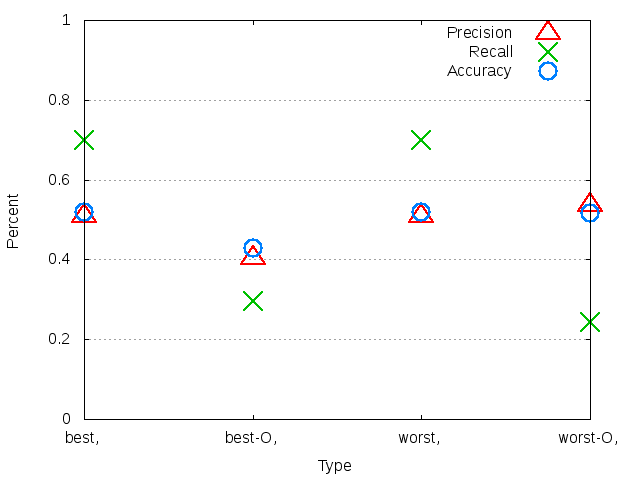 1
0.8
0.6
0.4
0.2
0
Percent
Precision
Recall
Accuracy
best, best-O, worst, worst-O,
Type